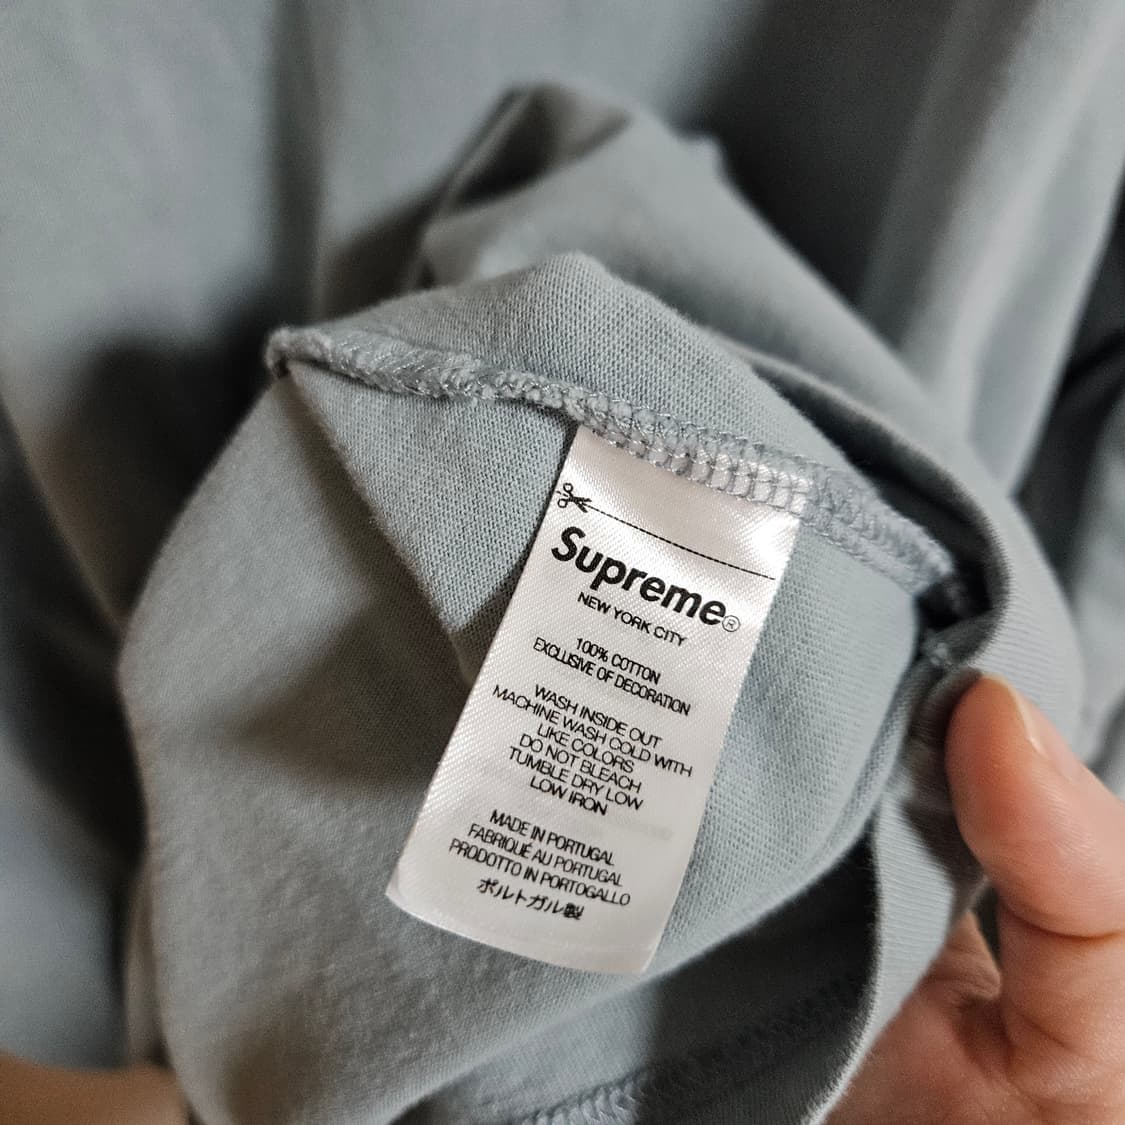 Supreme®
NEW YORK CITY
100% COTTON
EXCLUSIVE OF DECORATION
WASH INSIDE OUT
MACHINE WASH COLD WITH
LIKE COLORS
DO NOT BLEACH
TUMBLE DRY LOW
LOW IRON
MADE IN PORTUGAL
FABRIQUÉ AU PORTUGAL
PRODOTTO IN PORTOGALLO
ポルトガル製